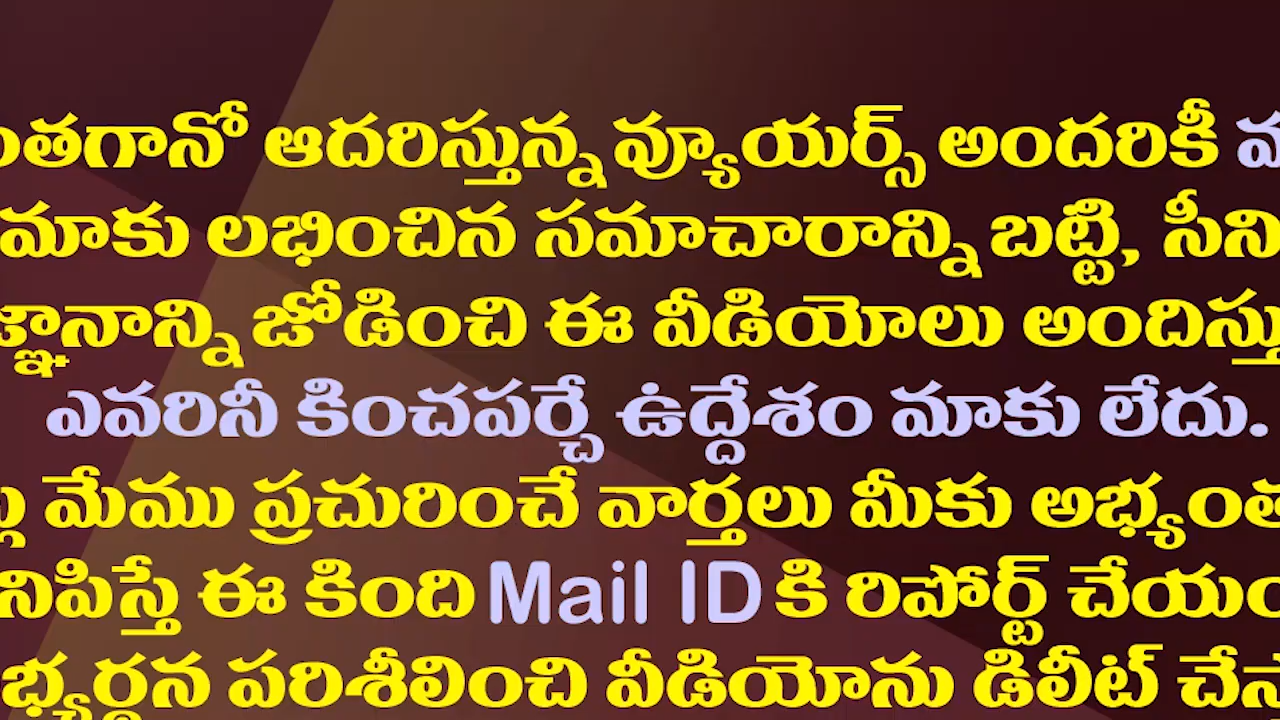 ఆదరిస్తున్న వ్యూయర్స్ అందరికీ
మాకు లభించిన సమాచారాన్ని బట్టి,
జోడించి ఈ వీడియోలు
ఎవరినీ కించపర్చే ఉద్దేశం మాకు లేదు.
మేము ప్రచురించే వార్తలు మీకు
ఈ కింది Mail ID కి రిపోర్ట్
పరిశీలించి వీడియోను డిలీట్